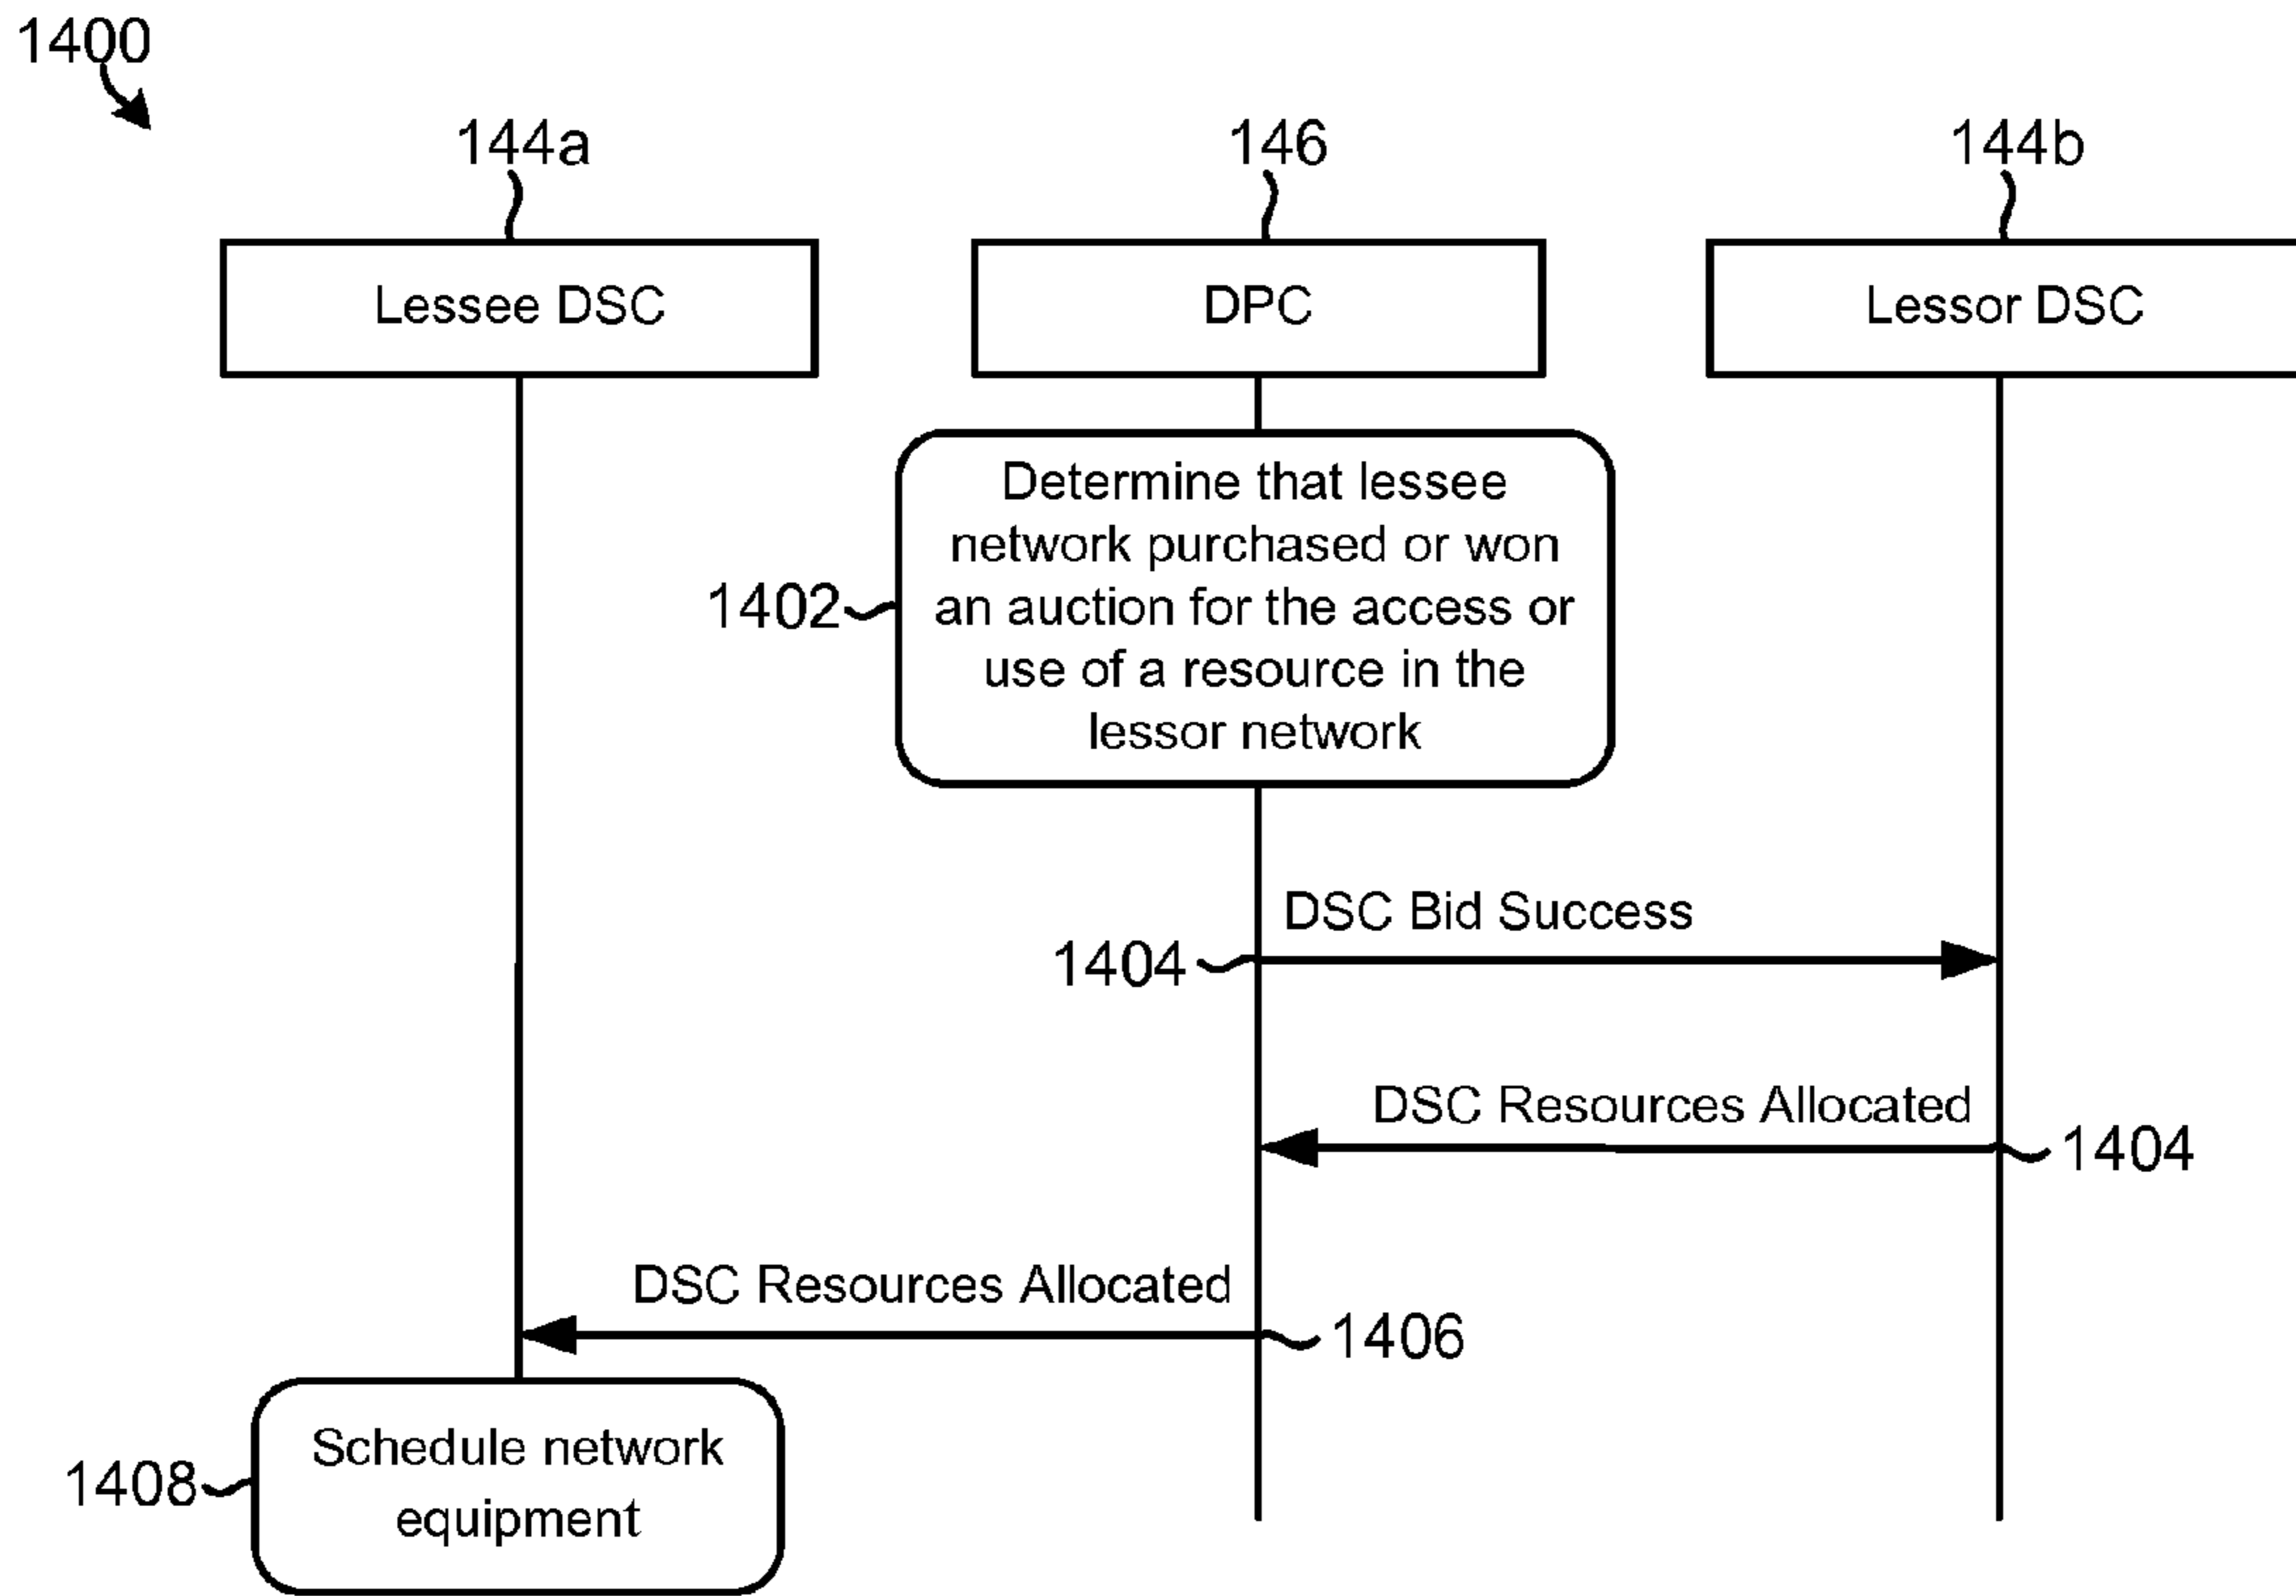 1400
144a
146
144b
Lessee DSC
DPC
Lessor DSC
Determine that lessee
network purchased or won
1402
an auction for the access or
use of a resource in the
lessor network
DSC Bid Success
1404
DSC Resources Allocated
1404
DSC Resources Allocated
1406
Schedule network
1408
equipment